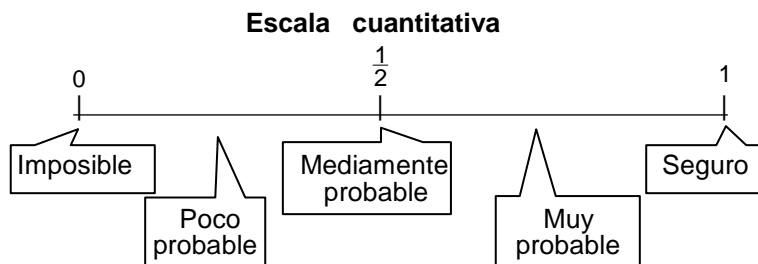 Escala cuantitativa
0
1
2
1
Imposible
Mediamente
probable
Seguro
Poco
probable
Muy
probable